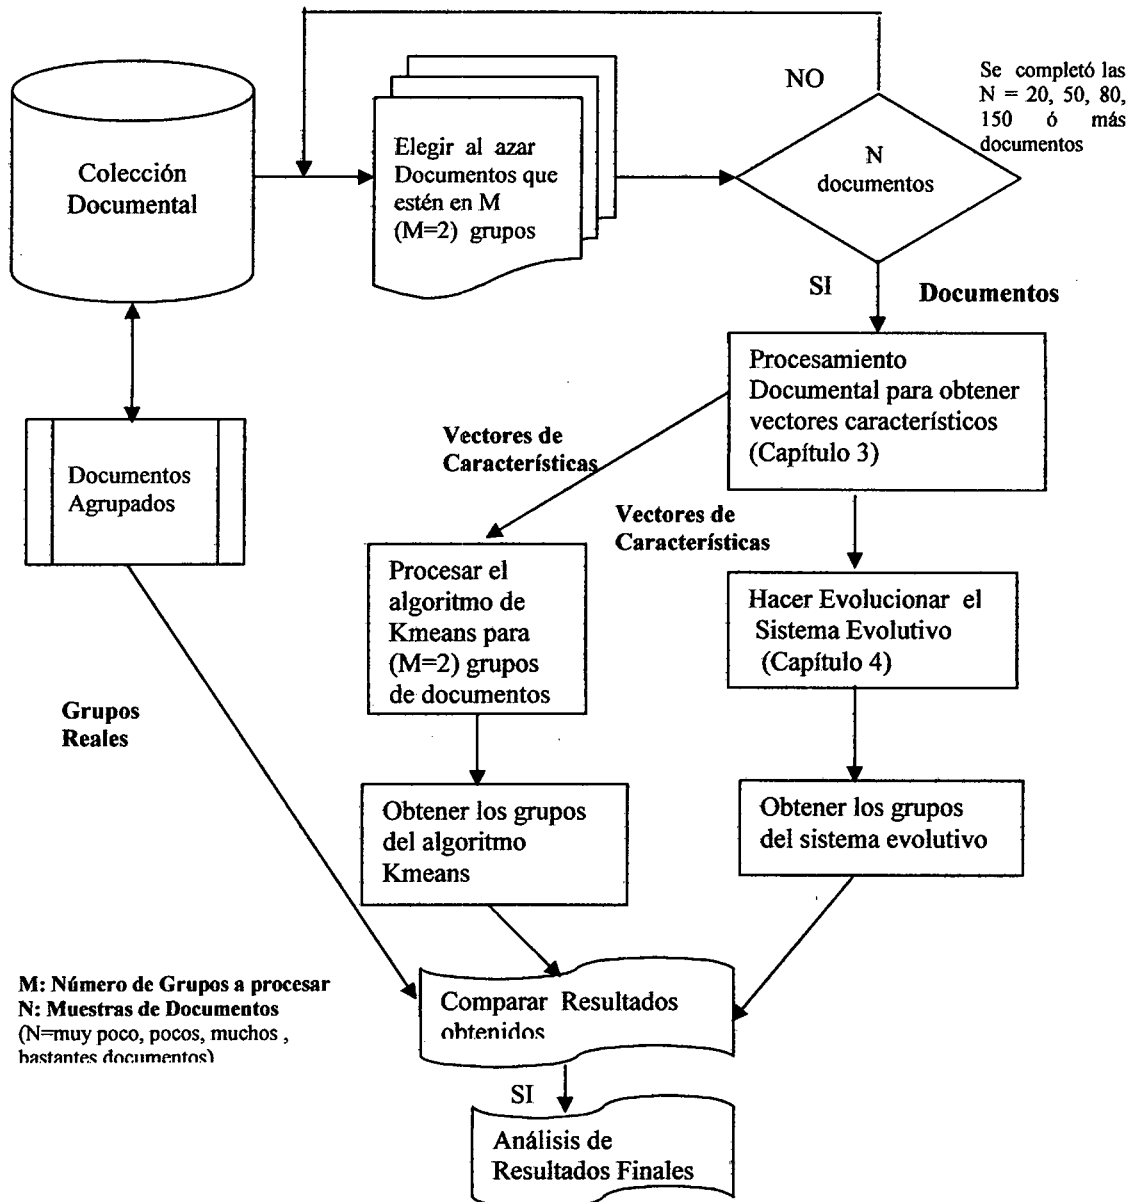 NO
Se completó las
N = 20, 50, 80,
150 ó más
documentos
Elegir al azar
Documentos que
estén en M
(M=2) grupos
N
documentos
Colección
Documental
SI
Documentos
Procesamiento
Documental para obtener
vectores característicos
(Capítulo 3)
Vectores de
Características
Documentos
Agrupados
Vectores de
Características
Procesar el
algoritmo de
Kmeans para
(M=2) grupos
de documentos
Hacer Evolucionar el
Sistema Evolutivo
(Capítulo 4)
Grupos
Reales
Obtener los grupos
del algoritmo
Kmeans
Obtener los grupos
del sistema evolutivo
M: Número de Grupos a procesar
N: Muestras de Documentos
(N=muy poco, pocos, muchos ,
bastantes documentos)
Comparar Resultados
obtenidos
SI
Análisis de
Resultados Finales